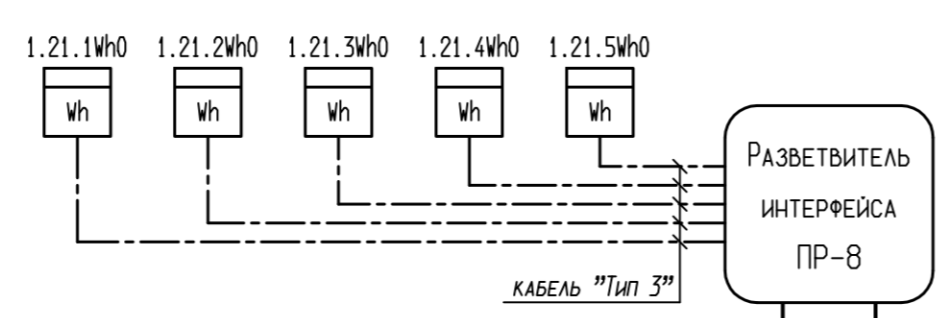 1.21.1Wh0 1.21.2Wh0 1.21.3Wh0 1.21.4Wh0 1.21.5Wh0
Wh Wh Wh Wh Wh
Разветвитель
интерфейса
ПР-8
кабель "Тип 3"